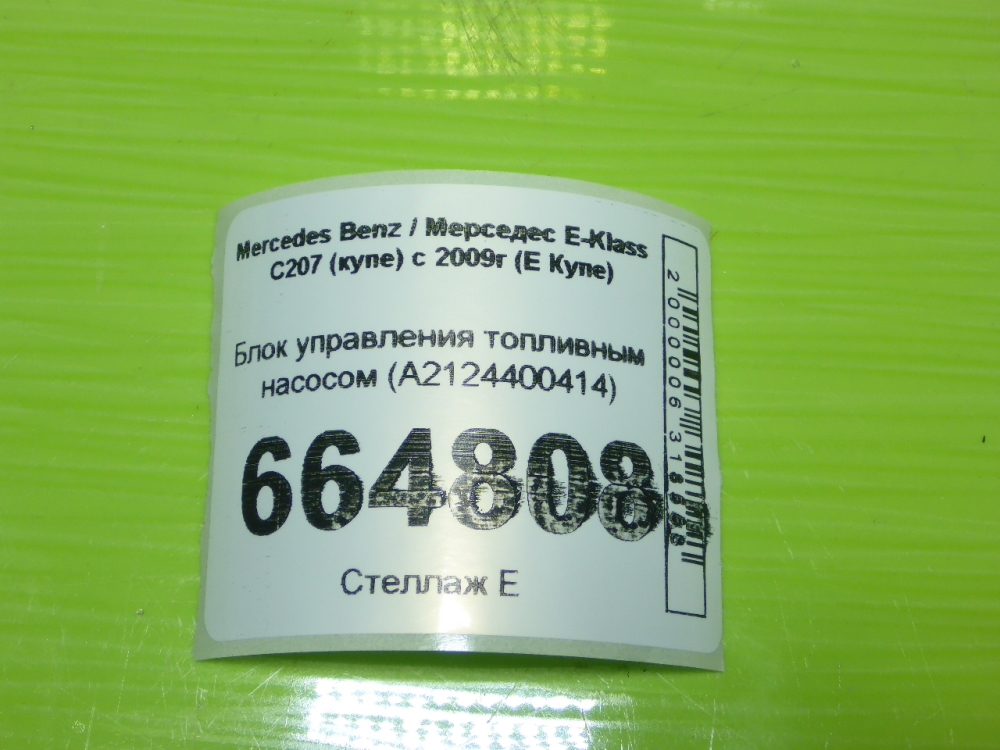 Mercedes Benz / Мерседес E-Klass
C207 (купе) с 2009г (Е Купе)
Блок управления топливным
насосом (A2124400414)
664808
Стеллаж Е